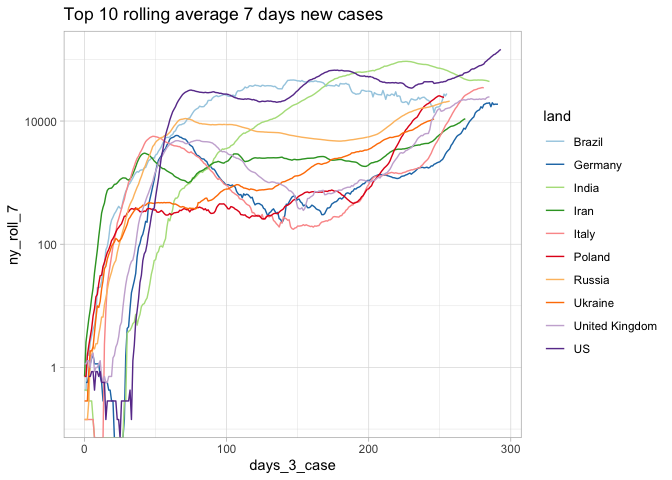 Top 10 rolling average 7 days new cases
ny_roll_7
10000
100
1
0
100
200
300
days_3_case
land
Brazil
Germany
India
Iran
Italy
Poland
Russia
Ukraine
United Kingdom
US